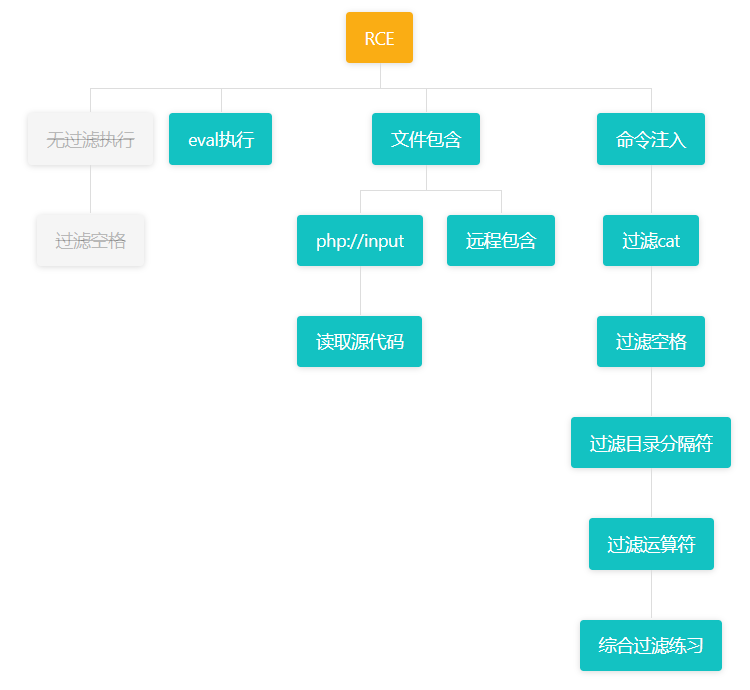 RCE
无过滤执行
eval执行
文件包含
命令注入
过滤空格
php://input
远程包含
过滤cat
读取源代码
过滤空格
过滤目录分隔符
过滤运算符
综合过滤练习